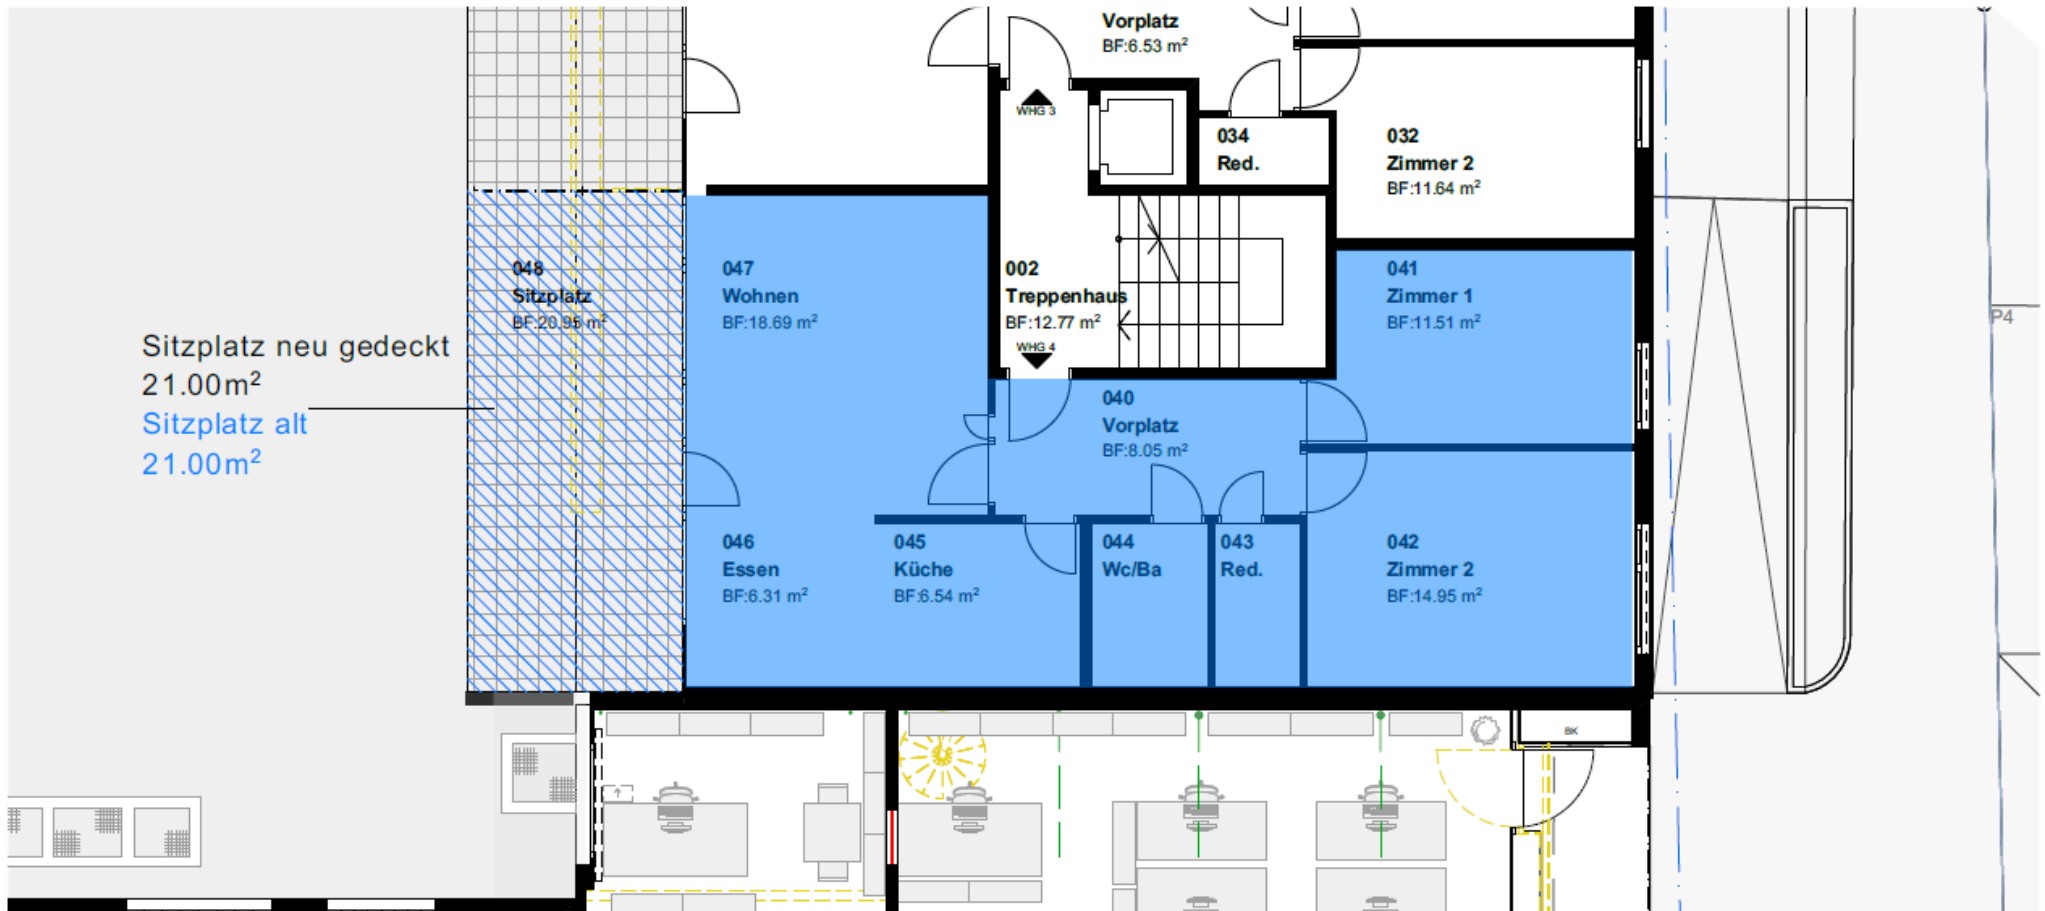 Vorplatz
BF:6.53 m²
WHG 3
034
Red.
032
Zimmer 2
BF:11.64 m²
048
Sitzplatz
BF:20.95 m²
047
Wohnen
BF:18.69 m²
002
Treppenhaus
BF:12.77 m²
WHG 4
041
Zimmer 1
BF:11.51 m²
P4
Sitzplatz neu gedeckt
21.00m²
Sitzplatz alt
21.00m²
040
Vorplatz
BF:8.05 m²
046
Essen
BF:6.31 m²
045
Küche
BF:6.54 m²
044
Wc/Ba
043
Red.
042
Zimmer 2
BF:14.95 m²
BK